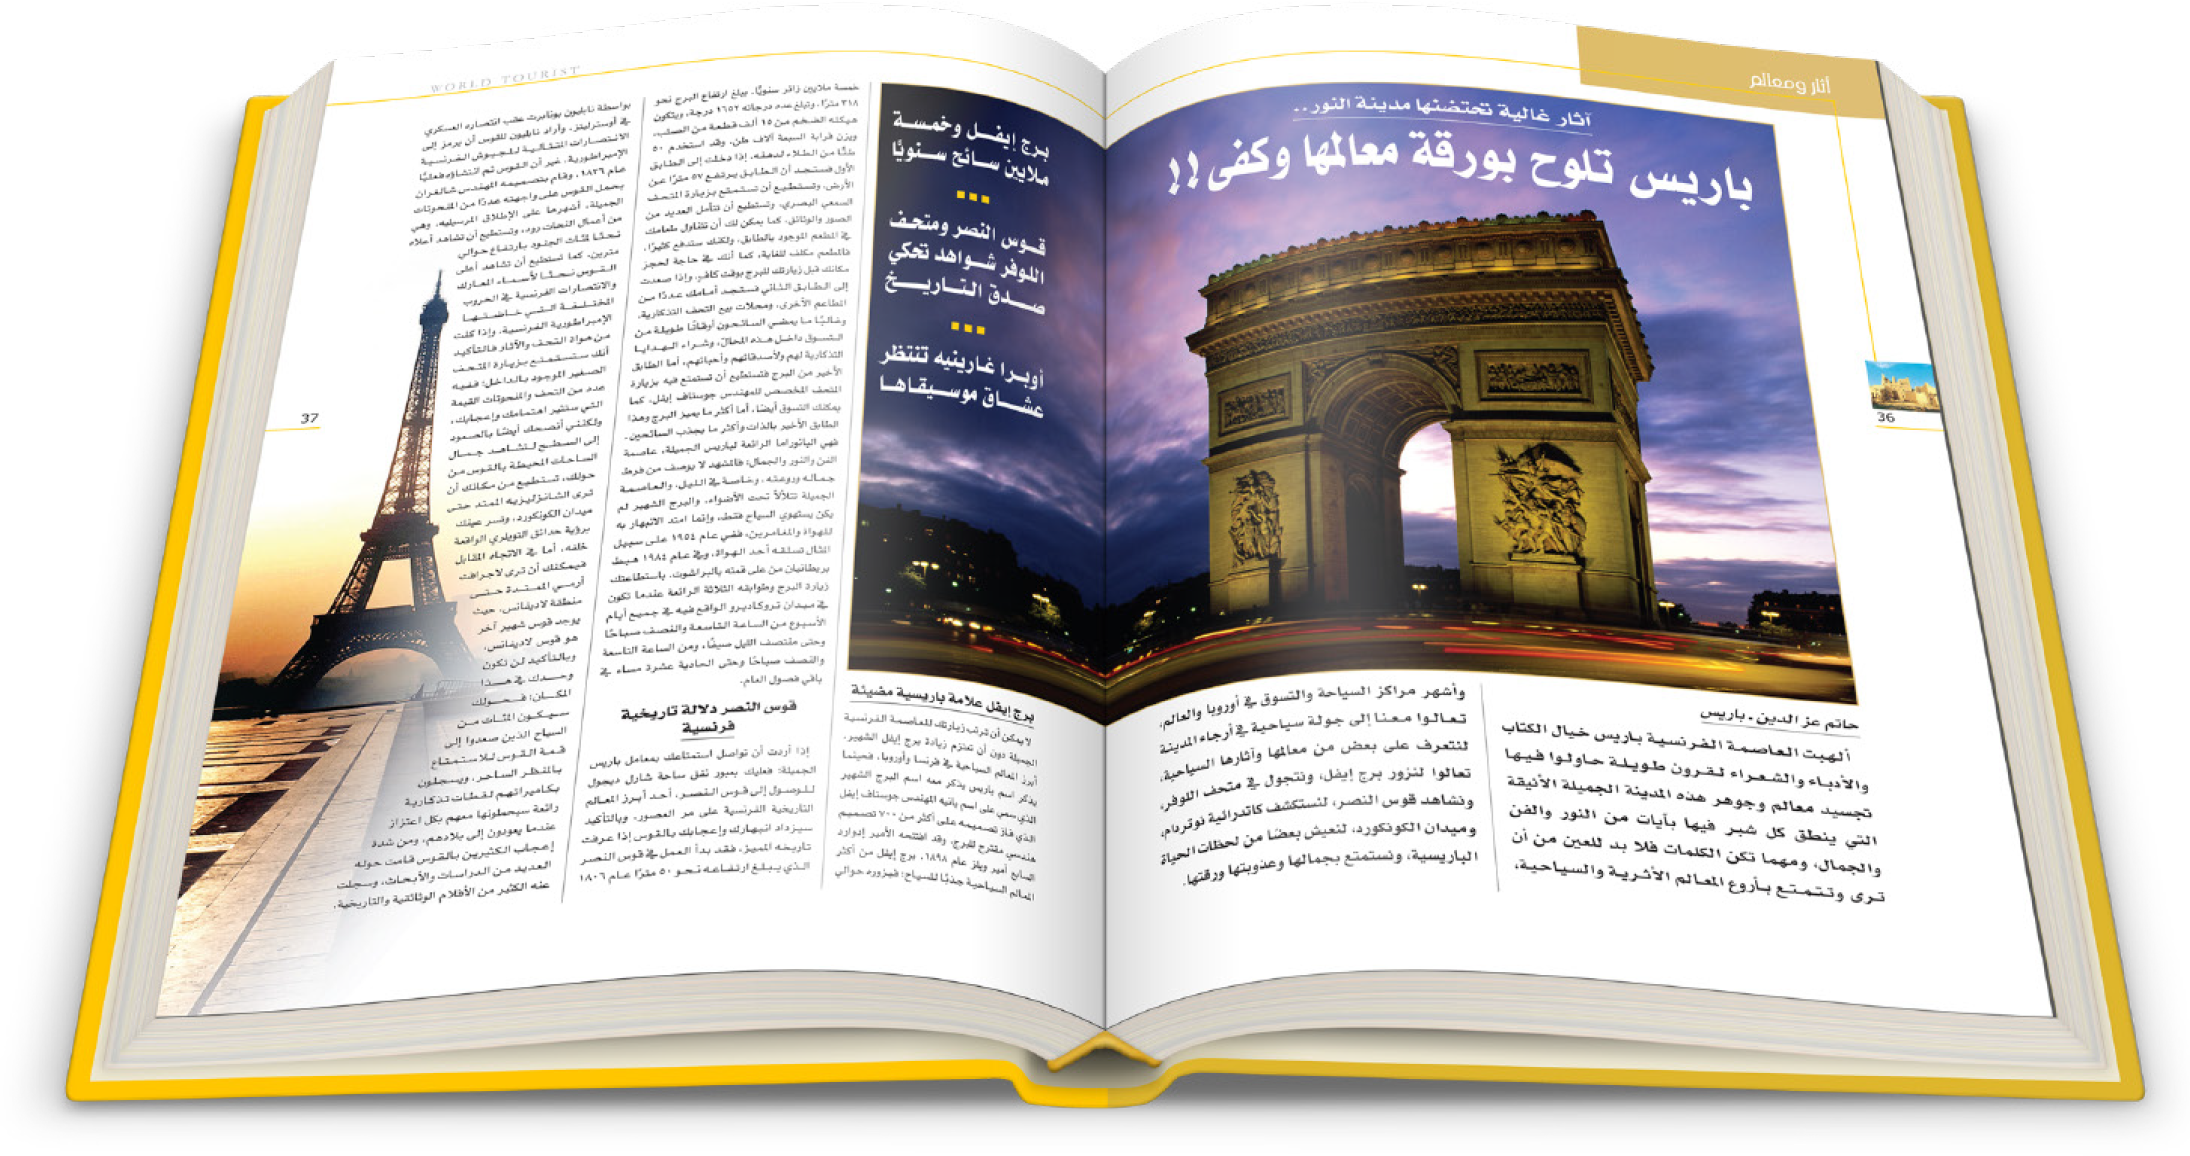 آثار ومعالم
آثار غالية تحتضنها مدينة النور..
باريس تلوح بورقة معالمها وكفى!!
36
حاتم عز الدين - باريس
ألهبت العاصمة الفرنسية باريس خيال الكتاب
والأدباء والشعراء لقرون طويلة حاولوا فيها
تجسيد معالم وجوهر هذه المدينة الجميلة الأنيقة
التي ينطق كل شبر فيها بآيات من النور والفن
والجمال، ومهما تكن الكلمات فلا بد للعين من أن
ترى وتتمتع بأروع المعالم الأثرية والسياحية،
وأشهر مراكز السياحة والتسوق في أوروبا والعالم،
تعالوا معنا إلى جولة سياحية في أرجاء المدينة
لنتعرف على بعض من معالمها وآثارها السياحية،
تعالوا لنزور برج إيفل، ونتجول في متحف اللوفر،
ونشاهد قوس النصر، لنستكشف كاتدرائية نوتردام،
وميدان الكونكورد، لنعيش بعضا من لحظات الحياة
الباريسية، ونستمتع بجمالها وعذوبتها ورقتها.
برج إيفل وخمسة
ملايين سائح سنويًا
قوس النصر ومتحف
اللوفر شواهد تحكي
صدق التاريخ
أوبرا غارينيه تنتظر
عشاق موسيقاها
WORLD TOURIST
برج إيفل علامة باريسية مضيئة
لا يمكن أن ترتب زيارتك للعاصمة الفرنسية
الجميلة دون أن تعتزم زيادة برج إيفل الشهير،
أبرز المعالم السياحية في فرنسا وأوروبا، فحينما
يذكر اسم باريس يذكر معه اسم البرج الشهير
الذي سمي على اسم بانيه المهندس جوستاف إيفل
الذي فاز تصميمه على أكثر من ٧٠٠ تصميم
هندسي مقترح للبرج، وقد افتتحه الأمير إدوارد
السابع أمير ويلز عام ١٨٩٨، برج إيفل من أكثر
المعالم السياحية جذبًا للسياح؛ فيزوره حوالي
خمسة ملايين زائر سنويًا، يبلغ ارتفاع البرج نحو
٣١٨ مترًا، وتبلغ عدد درجاته ١٦٥٢ درجة، ويتكون
هيكله الضخم من ١٥ ألف قطعة من الصلب،
ويزن قرابة السبعة آلاف طن، وقد استخدم ٥٠
طنًا من الطلاء لدهنه، إذا دخلت إلى الطابق
الأول فستجد أن الطابق يرتفع ٥٧ مترًا عن
الأرض، وتستطيع أن تستمتع بزيارة المتحف
السمعي البصري، وتستطيع أن تتأمل العديد من
الصور والوثائق، كما يمكن لك أن تتناول طعامك
في المطعم الموجود بالطابق، ولكنك ستدفع كثيرًا،
فالمطعم مكلف للغاية، كما أنك في حاجة لحجز
مكانك قبل زيارتك للبرج بوقت كافٍ، وإذا صعدت
إلى الطابق الثاني فستجد أمامك عددًا من
المطاعم الأخرى، ومحلات بيع التحف التذكارية،
وغالبًا ما يمضي السائحون أوقاتًا طويلة من
التسوق داخل هذه المحال، وشراء الهدايا
التذكارية لهم ولأصدقائهم وأحبائهم، أما الطابق
الأخير من البرج فتستطيع أن تستمتع فيه بزيارة
المتحف المخصص للمهندس جوستاف إيفل، كما
يمكنك التسوق أيضا، أما أكثر ما يميز البرج وهذا
الطابق الأخير بالذات وأكثر ما يجذب السائحين،
فهي البانوراما الرائعة لباريس الجميلة، عاصمة
الفن والنور والجمال؛ فالمشهد لا يوصف من فرط
جماله وروعته، وخاصة في الليل، والعاصمة
الجميلة تتلألأ تحت الأضواء، والبرج الشهير لم
يكن يستهوي السياح فقط، وإنما امتد الانبهار به
للهواة والمغامرين، ففي عام ١٩٥٤ على سبيل
المثال تسلقه أحد الهواة، وفي عام ١٩٨٤ هبط
بريطانيان من على قمته بالبراشوت، باستطاعتك
زيارة البرج وطوابقه الثلاثة الرائعة عندما تكون
في ميدان تروكاديرو الواقع فيه في جميع أيام
الأسبوع من الساعة التاسعة والنصف صباحًا
وحتى منتصف الليل صيفًا، ومن الساعة التاسعة
والنصف صباحًا وحتى الحادية عشرة مساء في
باقي فصول العام.
قوس النصر دلالة تاريخية
فرنسية
إذا أردت أن تواصل استمتاعك بمعامل باريس
الجميلة: فعليك بعبور نفق ساحة شارل ديجول
للوصول إلى قوس النصر، أحد أبرز المعالم
التاريخية الفرنسية على مر العصور، وبالتأكيد
سيزداد انبهارك وإعجابك بالقوس إذا عرفت
تاريخه المميز، فقد بدأ العمل في قوس النصر
الذي يبلغ ارتفاعه نحو ٥٠ مترًا عام ١٨٠٦
بواسطة نابليون بونابرت عقب انتصاره العسكري
في أوسترليتز، وأراد نابليون للقوس أن يرمز إلى
الانتصارات المتتالية للجيوش الفرنسية
الإمبراطورية، غير أن القوس تم انتشاؤه فعليًا
عام ١٨٣٦، وقام بتصميمه المهندس شالغران
يحمل القوس على واجهته عددًا من المنحوتات
الجميلة، أشهرها على الإطلاق المرسيليه، وهي
من أعمال النحات رود، وتستطيع أن تشاهد أعلاه
نحتًا لمئات الجنود بارتفاع حوالي
مترين، كما تستطيع أن تشاهد أعلى
القوس نحتًا لأسماء المعارك
والانتصارات الفرنسية في الحروب
المختلفة التي خاضتها
الإمبراطورية الفرنسية، وإذا كلت
من هواة التحف والآثار فالتأكيد
أنك ستستمتع بزيارة المتحف
الصغير الموجود بالداخل؛ ففيه
عدد من التحف والمنحوتات القيمة
التي ستثير اهتمامك وإعجابك،
ولكنني أنصحك أيضًا بالصعود
إلى السطح لتشاهد جمال
الساحات المحيطة بالقوس من
حولك، تستطيع من مكانك أن
ترى الشانزليزيه الممتد حتى
ميدان الكونكورد، وتسر عينك
برؤية حدائق التويلري الواقعة
خلفه، أما في الاتجاه المقابل
فيمكنك أن ترى لاجرافت
آرمي الممتدة حتى
منطقة لاديفانس، حيث
يوجد قوس شهير آخر
هو قوس لاديفانس،
وبالتأكيد لن تكون
وحدك في هذا
المكان؛ فحولك
سيكون المئات من
السياح الذين صعدوا إلى
قمة القوس للاستمتاع
بالمنظر الساحر، ويسجلون
بكاميراتهم لقطات تذكارية
رائعة سيحملونها معهم بكل اعتزاز
عندما يعودون إلى بلادهم، ومن شدة
إعجاب الكثيرين بالقوس قامت حوله
العديد من الدراسات والأبحاث، وسجلت
عنه الكثير من الأفلام الوثائقية والتاريخية.
37